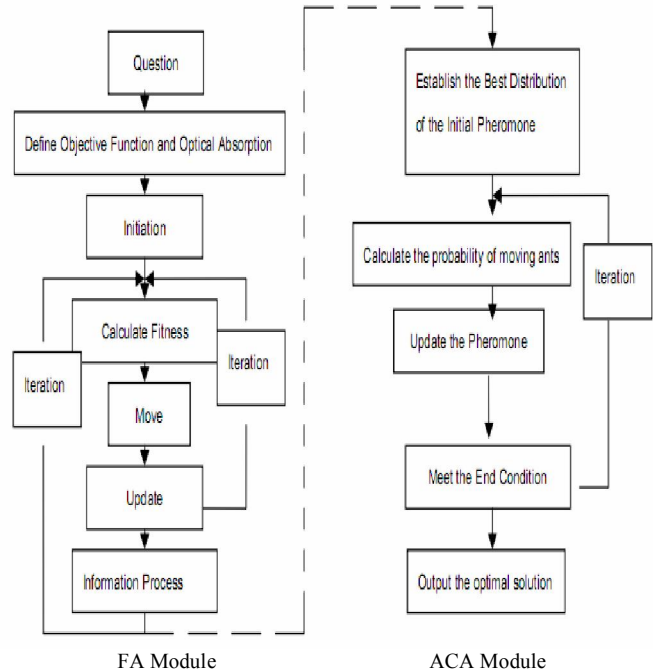 Question
Define Objective Function and Optical Absorption
Initiation
Calculate Fitness
Iteration
Iteration
Move
Update
Information Process
FA Module
Establish the Best Distribution
of the Initial Pheromone
Calculate the probability of moving ants
Iteration
Update the Pheromone
Meet the End Condition
Output the optimal solution
ACA Module